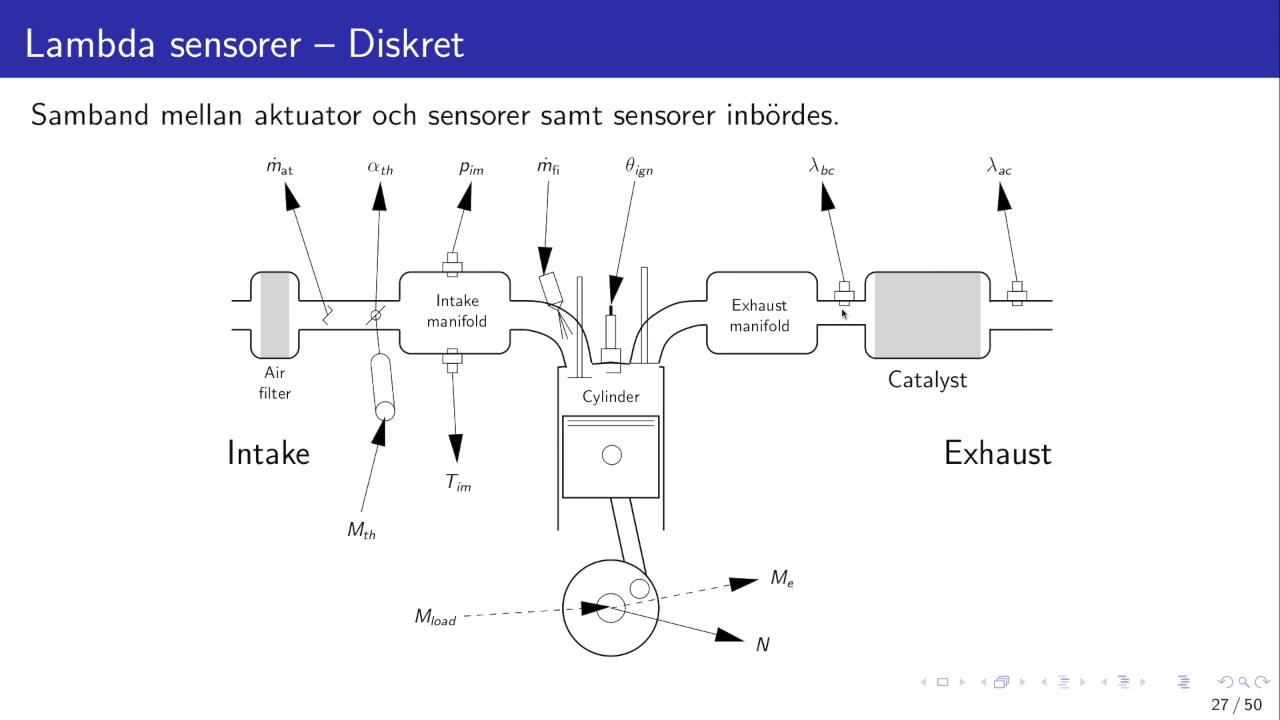 Lambda sensorer – Diskret
Samband mellan aktuator och sensorer samt sensorer inbördes.
ṁat αth pim ṁfi θign λbc λac
Intake
manifold
Exhaust
manifold
Air
filter
Catalyst
Cylinder
Intake
Exhaust
Tim
Mth
Me
Mload
N
27 / 50